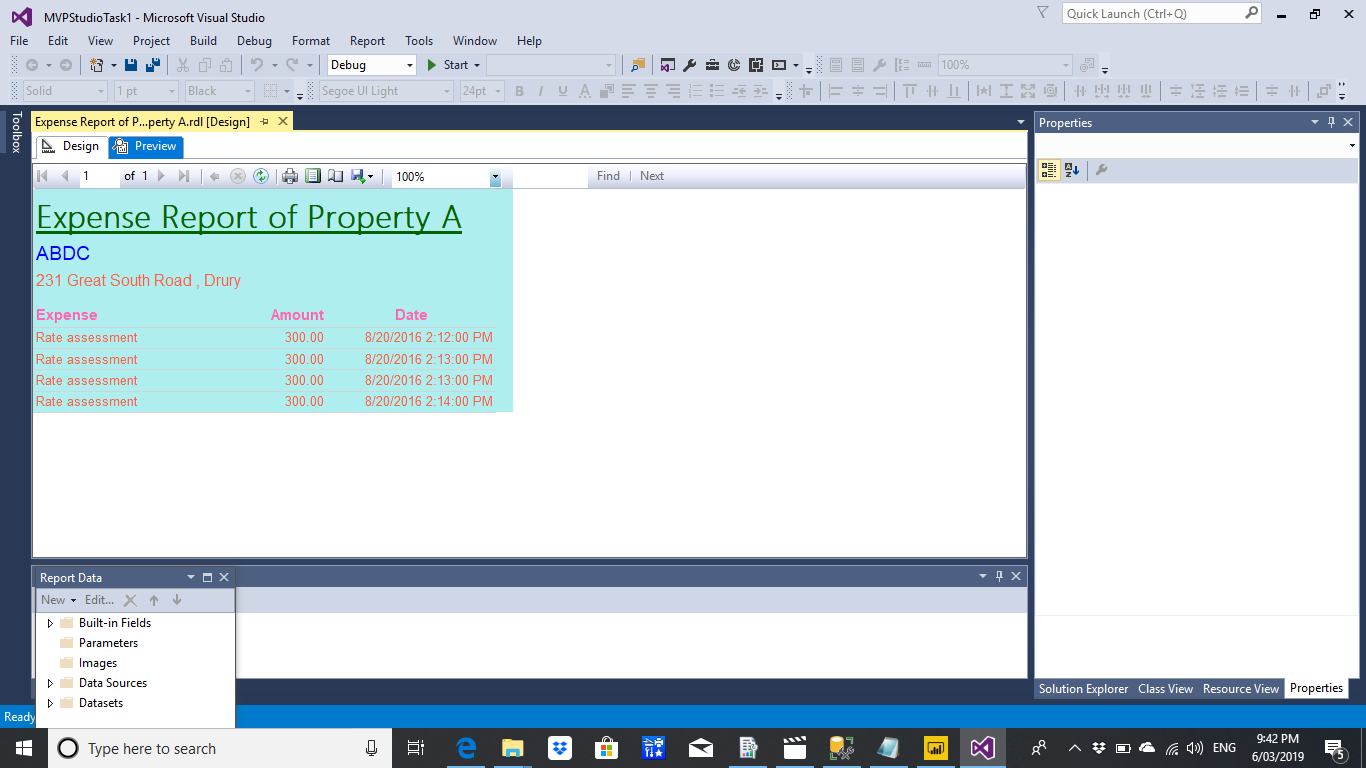 MVPStudioTask1 - Microsoft Visual Studio
Quick Launch (Ctrl+Q)
File Edit View Project Build Debug Format Report Tools Window Help
Debug Start 100%
Solid 1 pt Black Segoe UI Light 24pt B I U A
Toolbox
Expense Report of P...perty A.rdl [Design]
Properties
Design Preview
1 of 1 100% Find Next
Expense Report of Property A
ABDC
231 Great South Road , Drury
Expense Amount Date
Rate assessment 300.00 8/20/2016 2:12:00 PM
Rate assessment 300.00 8/20/2016 2:13:00 PM
Rate assessment 300.00 8/20/2016 2:13:00 PM
Rate assessment 300.00 8/20/2016 2:14:00 PM
Report Data
New Edit...
Built-in Fields
Parameters
Images
Data Sources
Datasets
Solution Explorer Class View Resource View Properties
Ready
Type here to search
ENG
9:42 PM
6/03/2019
5